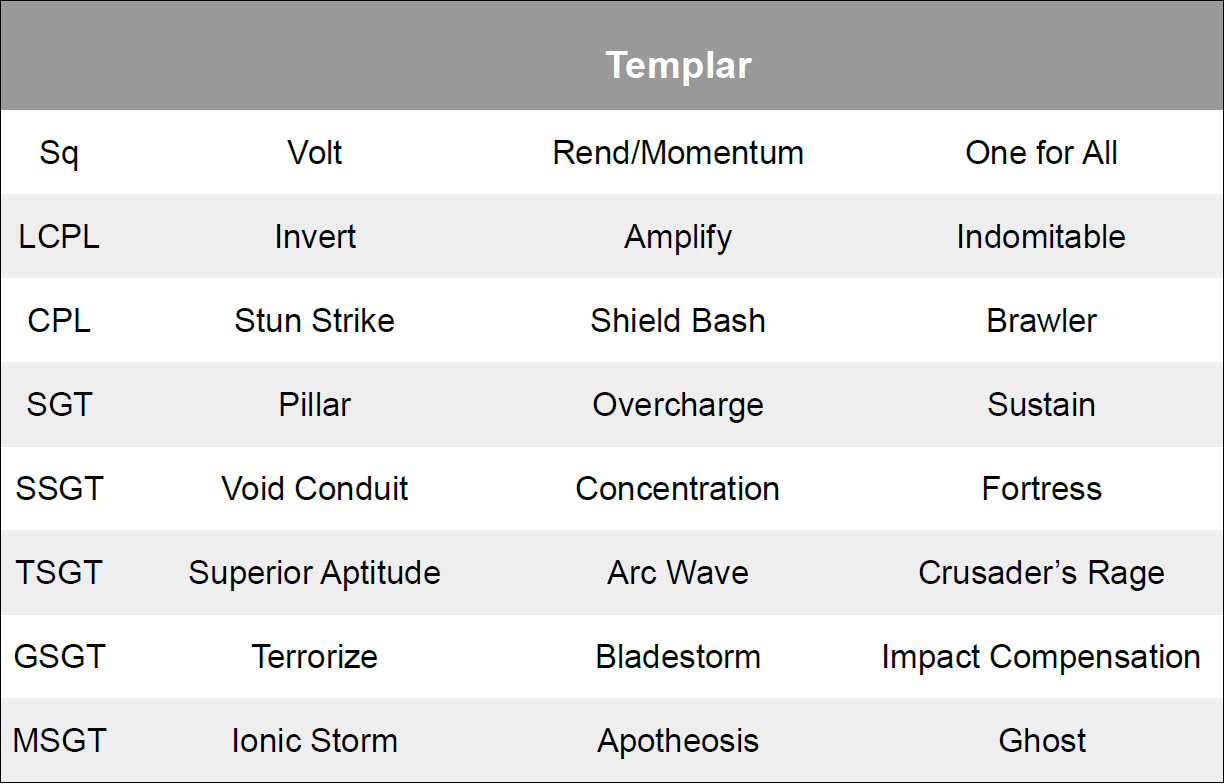 Templar
Sq Volt Rend/Momentum One for All
LCPL Invert Amplify Indomitable
CPL Stun Strike Shield Bash Brawler
SGT Pillar Overcharge Sustain
SSGT Void Conduit Concentration Fortress
TSGT Superior Aptitude Arc Wave Crusader’s Rage
GSGT Terrorize Bladestorm Impact Compensation
MSGT Ionic Storm Apotheosis Ghost